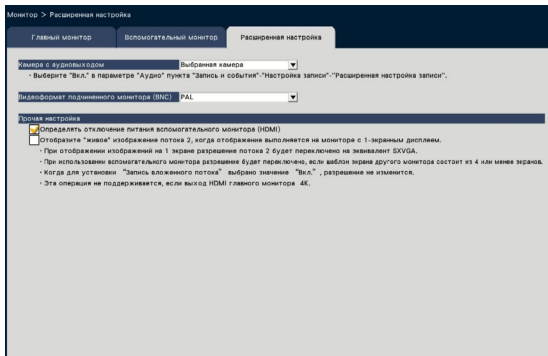 Монитор > Расширенная настройка
Главный монитор
Вспомогательный монитор
Расширенная настройка
Камера с аудиовыходом
Выбранная камера
· Выберите "Вкл." в параметре "Аудио" пункта "Запись и события"-"Настройка записи"-"Расширенная настройка записи".
Видеоформат подчиненного монитора (BNC)
PAL
Прочая настройка
Определять отключение питания вспомогательного монитора (HDMI)
Отобразите "живое" изображение потока 2, когда отображение выполняется на мониторе с 1-экранным дисплеем.
· При отображении изображений на 1 экране разрешение потока 2 будет переключено на эквивалент SXVGA.
· При использовании вспомогательного монитора разрешение будет переключено, если шаблон экрана другого монитора состоит из 4 или менее экранов.
· Когда для установки "Запись вложенного потока" выбрано значение "Вкл.", разрешение не изменится.
· Эта операция не поддерживается, если выход HDMI главного монитора 4K.